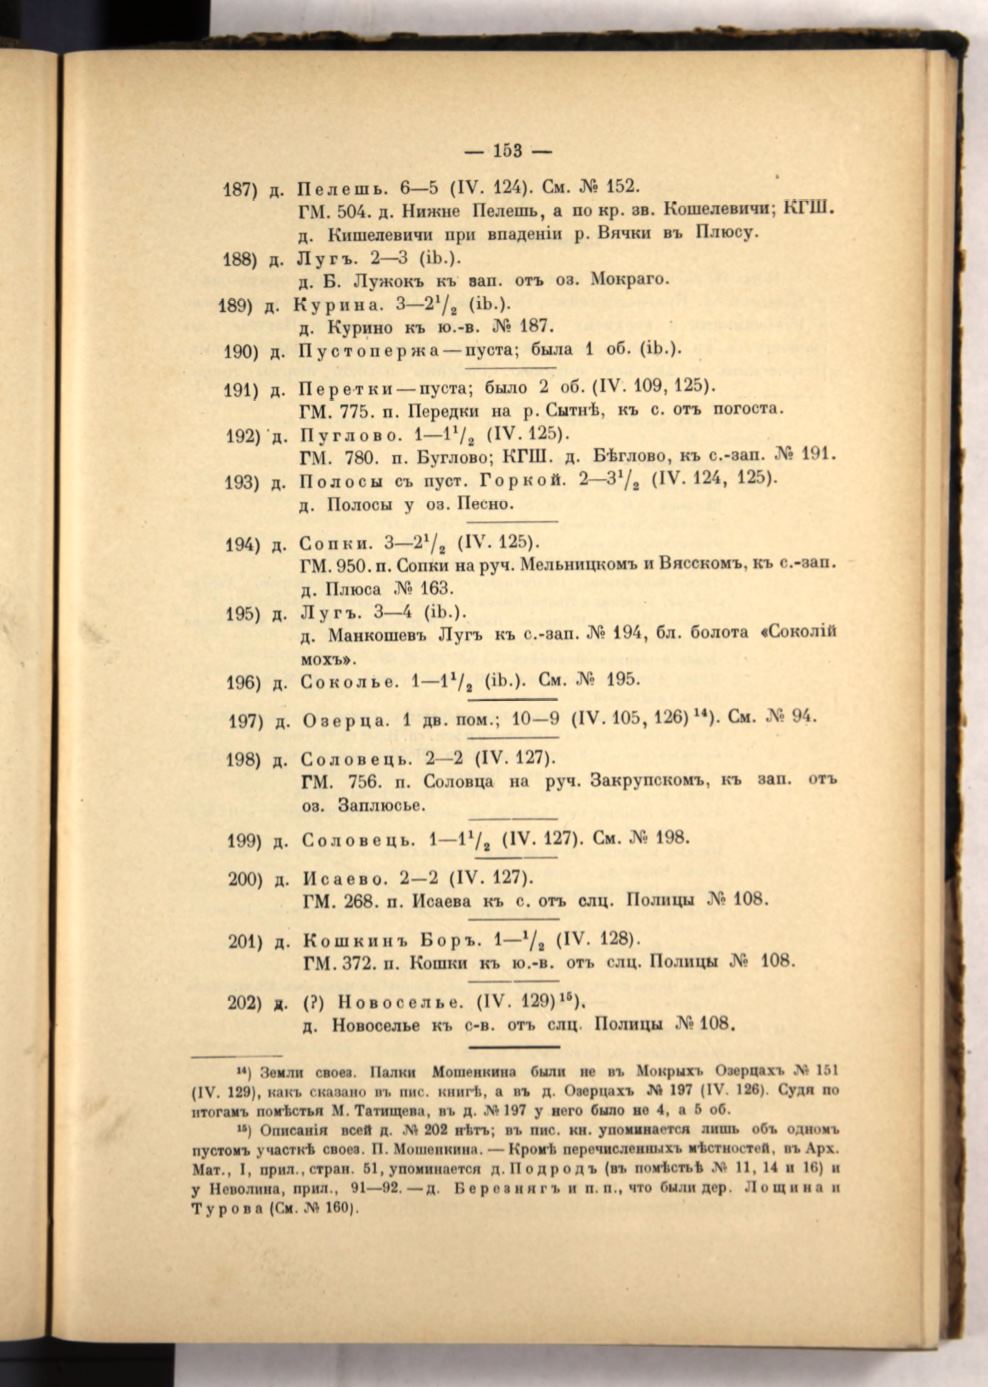 — 153 —
187) д. Пелешь. 6—5 (IV. 124). См. № 152.
ГМ. 504. д. Нижне Пелешь, а по кр. зв. Кошелевичи; КГШ.
д. Кишелевичи при впаденіи р. Вячки въ Плюсу.
188) д. Лугъ. 2—3 (ib.).
д. Б. Лужокъ къ зап. отъ оз. Мокраго.
189) д. Курина. 3—2¹/₂ (ib.).
д. Курино къ ю.-в. № 187.
190) д. Пустопержа—пуста; была 1 об. (ib.).
191) д. Перетки—пуста; было 2 об. (IV. 109, 125).
ГМ. 775. п. Передки на р. Сытнѣ, къ с. отъ погоста.
192) д. Пуглово. 1—1¹/₂ (IV. 125).
ГМ. 780. п. Буглово; КГШ. д. Бѣглово, къ с.-зап. № 191.
193) д. Полосы съ пуст. Горкой. 2—3¹/₂ (IV. 124, 125).
д. Полосы у оз. Песно.
194) д. Сопки. 3—2¹/₂ (IV. 125).
ГМ. 950. п. Сопки на руч. Мельницкомъ и Вясскомъ, къ с.-зап.
д. Плюса № 163.
195) д. Лугъ. 3—4 (ib.).
д. Манкошевъ Лугъ къ с.-зап. № 194, бл. болота «Соколій
мохъ».
196) д. Соколье. 1—1¹/₂ (ib.). См. № 195.
197) д. Озерца. 1 дв. пом.; 10—9 (IV. 105, 126)¹⁴). См. № 94.
198) д. Соловець. 2—2 (IV. 127).
ГМ. 756. п. Соловца на руч. Закрупскомъ, къ зап. отъ
оз. Заплюсье.
199) д. Соловець. 1—1¹/₂ (IV. 127). См. № 198.
200) д. Исаево. 2—2 (IV. 127).
ГМ. 268. п. Исаева къ с. отъ слц. Полицы № 108.
201) д. Кошкинъ Боръ. 1—¹/₂ (IV. 128).
ГМ. 372. п. Кошки къ ю.-в. отъ слц. Полицы № 108.
202) д. (?) Новоселье. (IV. 129)¹⁵).
д. Новоселье къ с-в. отъ слц. Полицы № 108.
¹⁴) Земли своез. Палки Мошенкина были не въ Мокрыхъ Озерцахъ № 151
(IV. 129), какъ сказано въ пис. книгѣ, а въ д. Озерцахъ № 197 (IV. 126). Судя по
итогамъ помѣстья М. Татищева, въ д. № 197 у него было не 4, а 5 об.
¹⁵) Описанія всей д. № 202 нѣтъ; въ пис. кн. упоминается лишь объ одномъ
пустомъ участкѣ своез. П. Мошенкина. — Кромѣ перечисленныхъ мѣстностей, въ Арх.
Мат., I, прил., стран. 51, упоминается д. Подродъ (въ помѣстьѣ № 11, 14 и 16) и
у Неволина, прил., 91—92. — д. Березнягъ и п. п., что были дер. Лощина и
Турова (См. № 160).